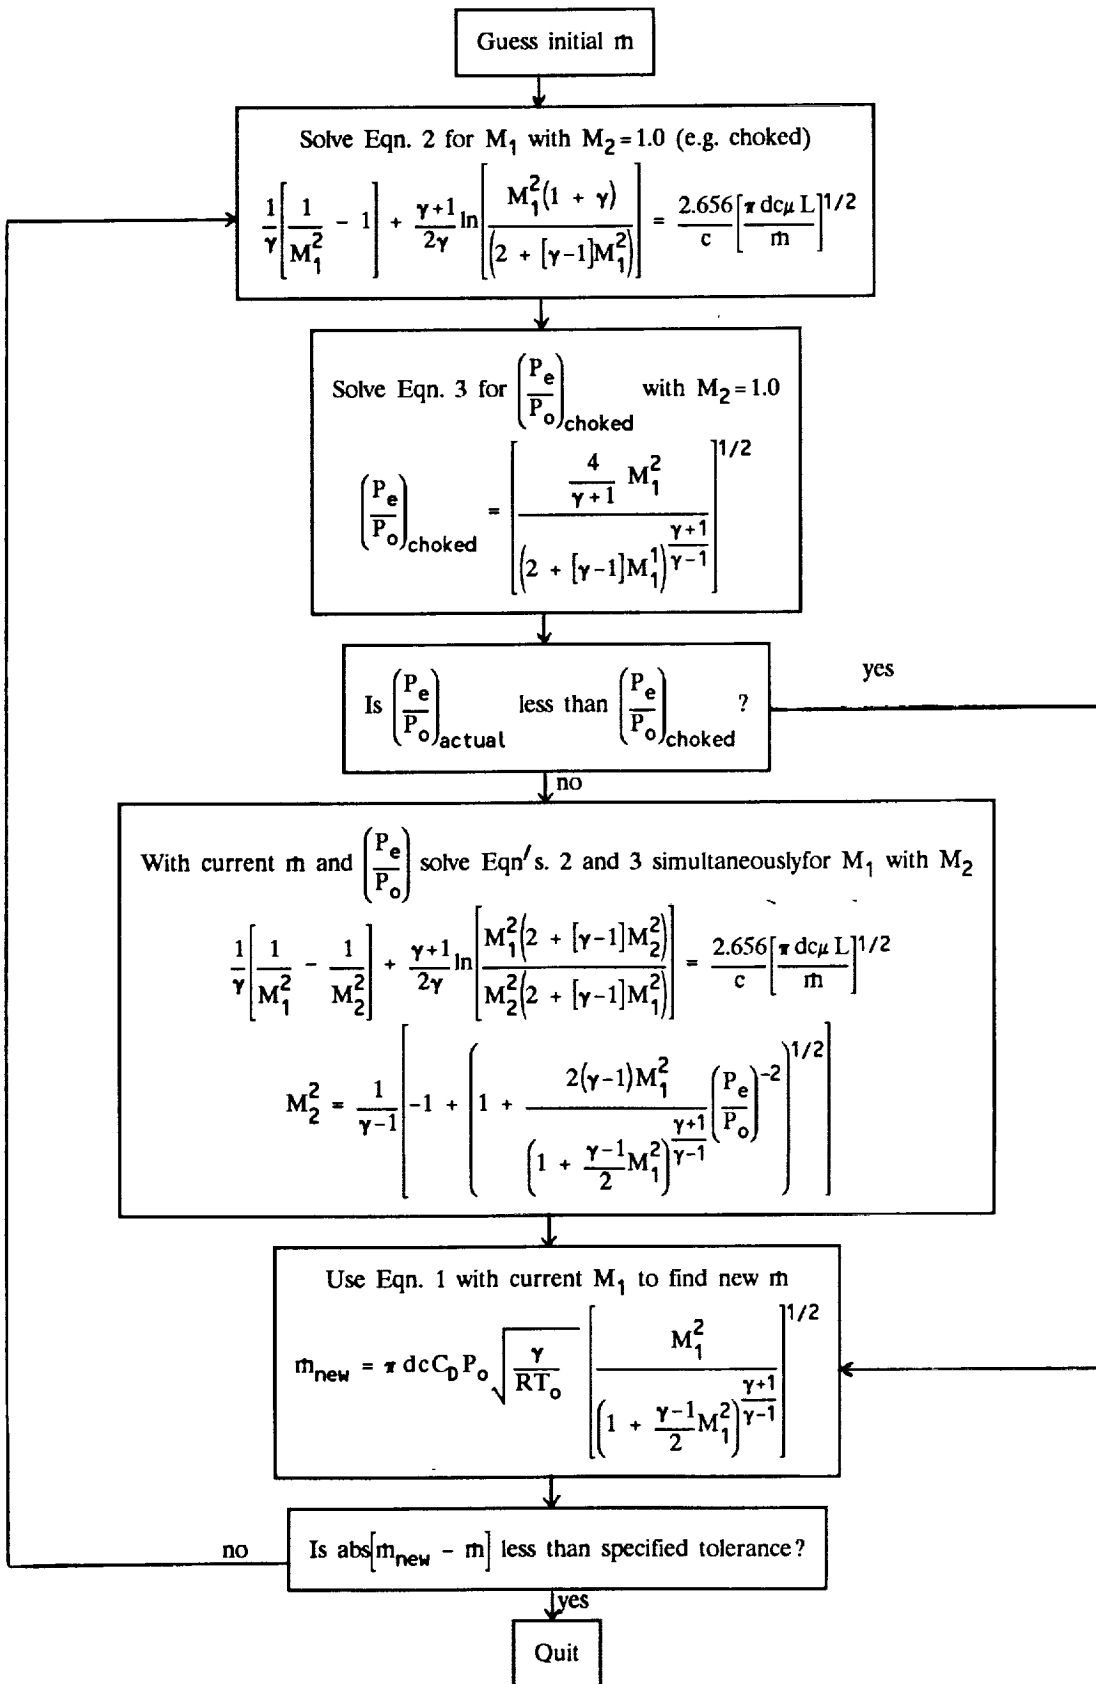 Guess initial ṁ
Solve Eqn. 2 for M₁ with M₂=1.0 (e.g. choked)
1/γ [1/M₁² - 1] + (γ+1)/2γ ln[M₁²(1 + γ)/(2 + [γ-1]M₁²)] = 2.656/c [π dcμ L/ṁ]^1/2
Solve Eqn. 3 for (Pe/Po)choked with M₂=1.0
(Pe/Po)choked = [4/(γ+1) M₁² / (2 + [γ-1]M₁¹)^(γ+1)/(γ-1)]^1/2
Is (Pe/Po)actual less than (Pe/Po)choked ?
yes
no
With current ṁ and (Pe/Po) solve Eqn's. 2 and 3 simultaneouslyfor M₁ with M₂
1/γ [1/M₁² - 1/M₂²] + (γ+1)/2γ ln[M₁²(2 + [γ-1]M₂²)/M₂²(2 + [γ-1]M₁²)] = 2.656/c [π dcμ L/ṁ]^1/2
M₂² = 1/(γ-1) [-1 + (1 + 2(γ-1)M₁²/(1 + (γ-1)/2 M₁²)^(γ+1)/(γ-1) (Pe/Po)^-2)^1/2]
Use Eqn. 1 with current M₁ to find new ṁ
ṁnew = π dcC_D Po √(γ/RTo) [M₁²/(1 + (γ-1)/2 M₁²)^(γ+1)/(γ-1)]^1/2
no
Is abs[ṁnew - ṁ] less than specified tolerance?
yes
Quit